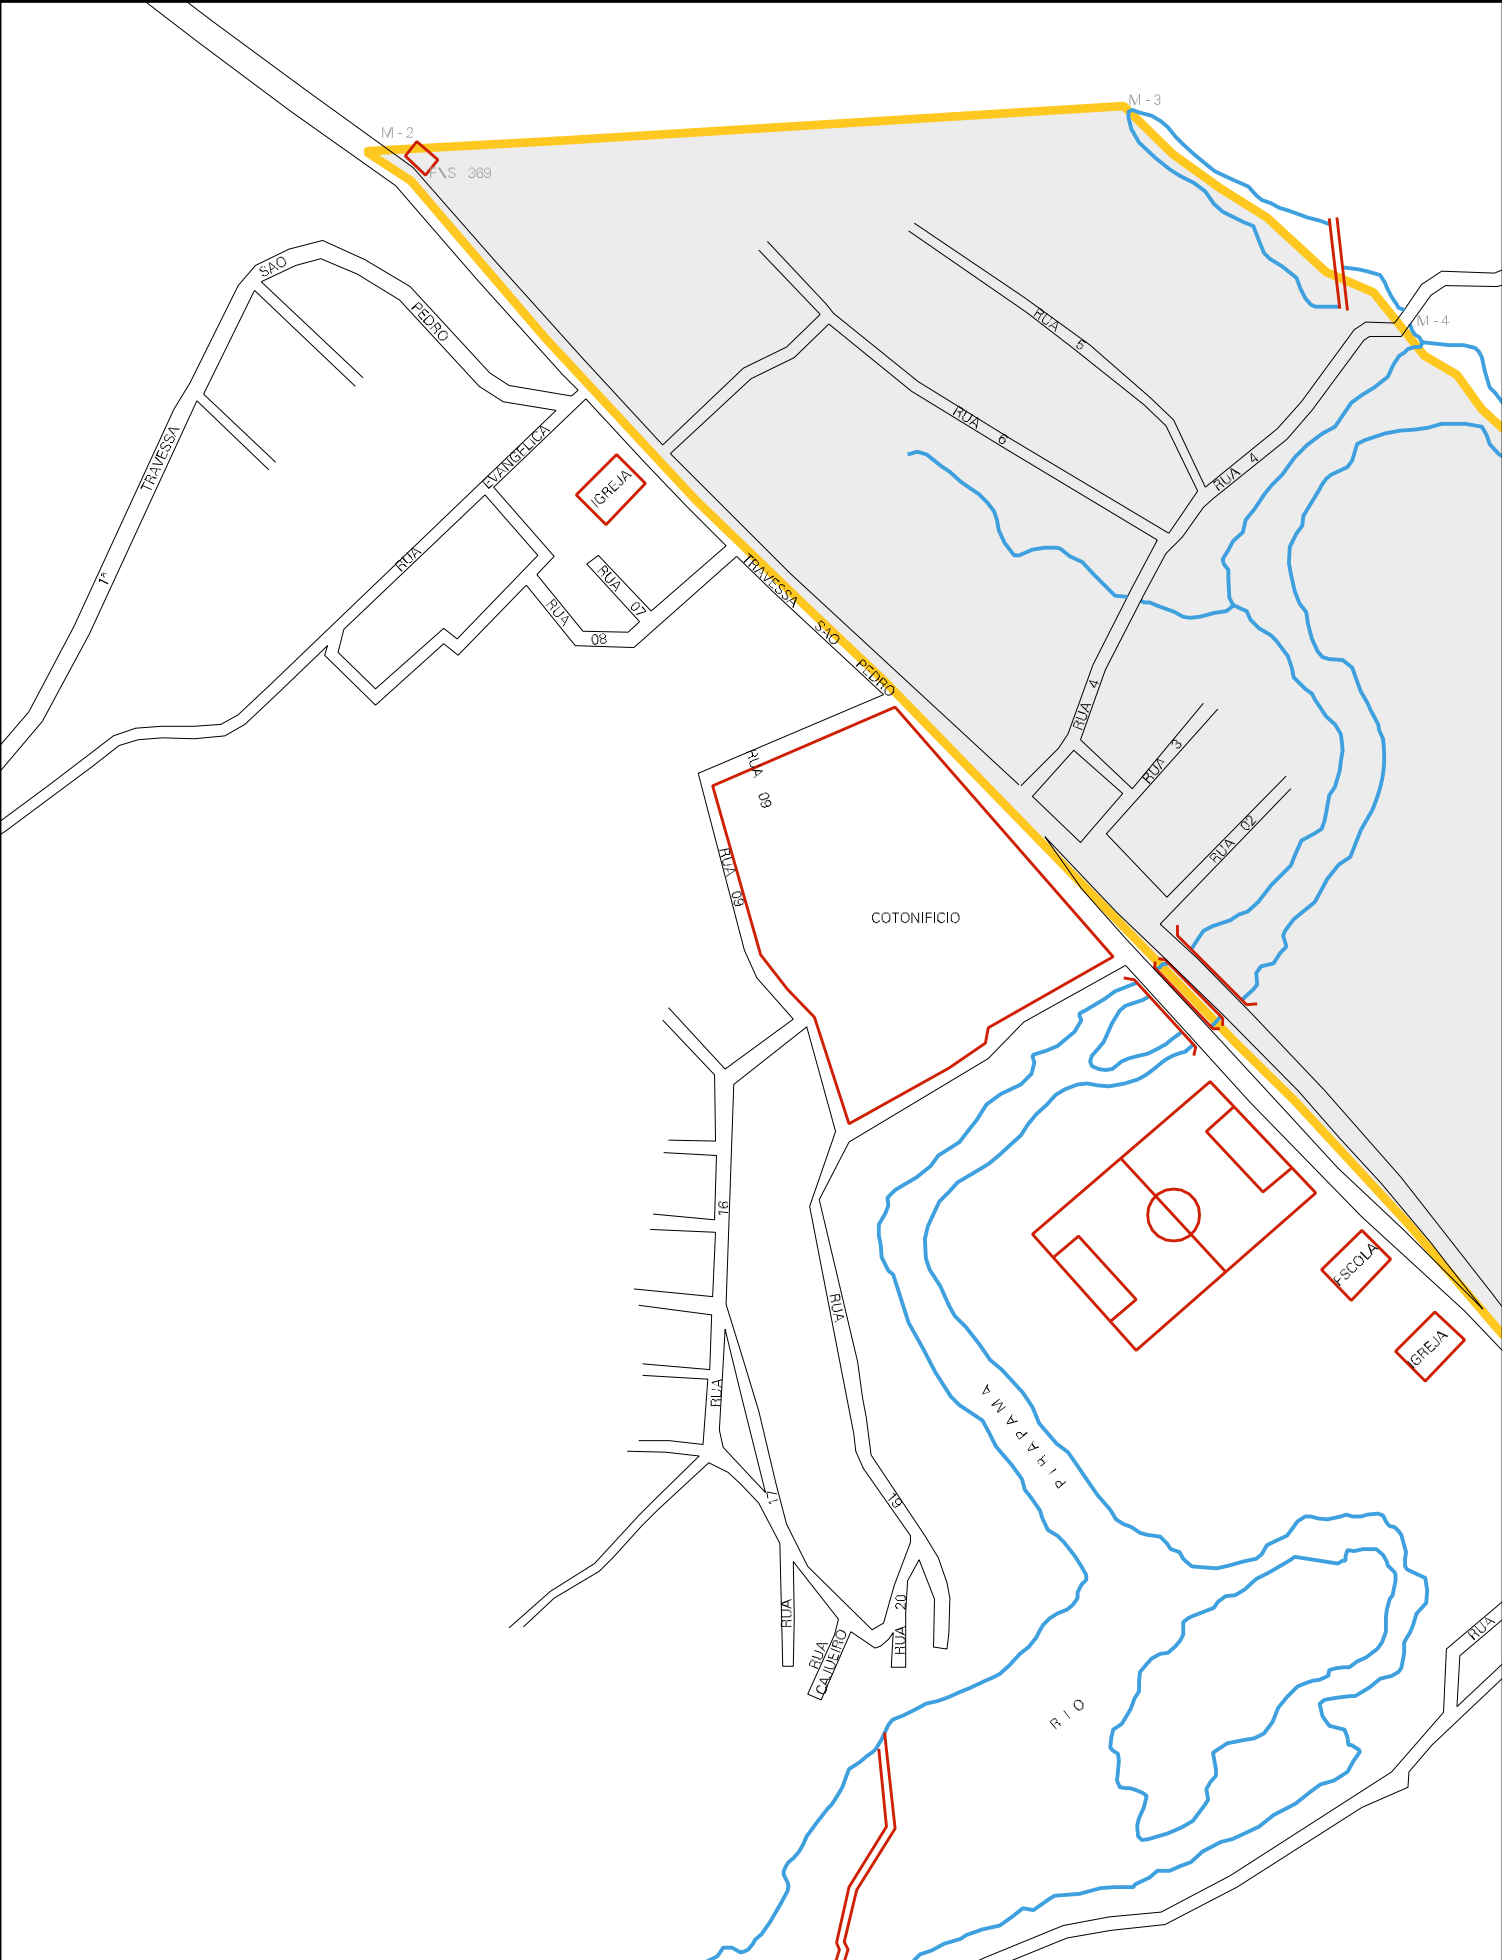 M-3
M-2
F\S 369
SAO
PEDRO
M-4
RUA 5
RUA 6
RUA 4
TRAVESSA
1ª
EVANGELICA
RUA
IGREJA
RUA 07
RUA
08
TRAVESSA SAO PEDRO
RUA 4
RUA 3
RUA 02
RUA 09
RUA 09
COTONIFICIO
16
RUA
RUA
ESCOLA
IGREJA
PIRAPAMA
17
19
RUA
RUA
CAJUEIRO
RUA 20
RIO
RUA